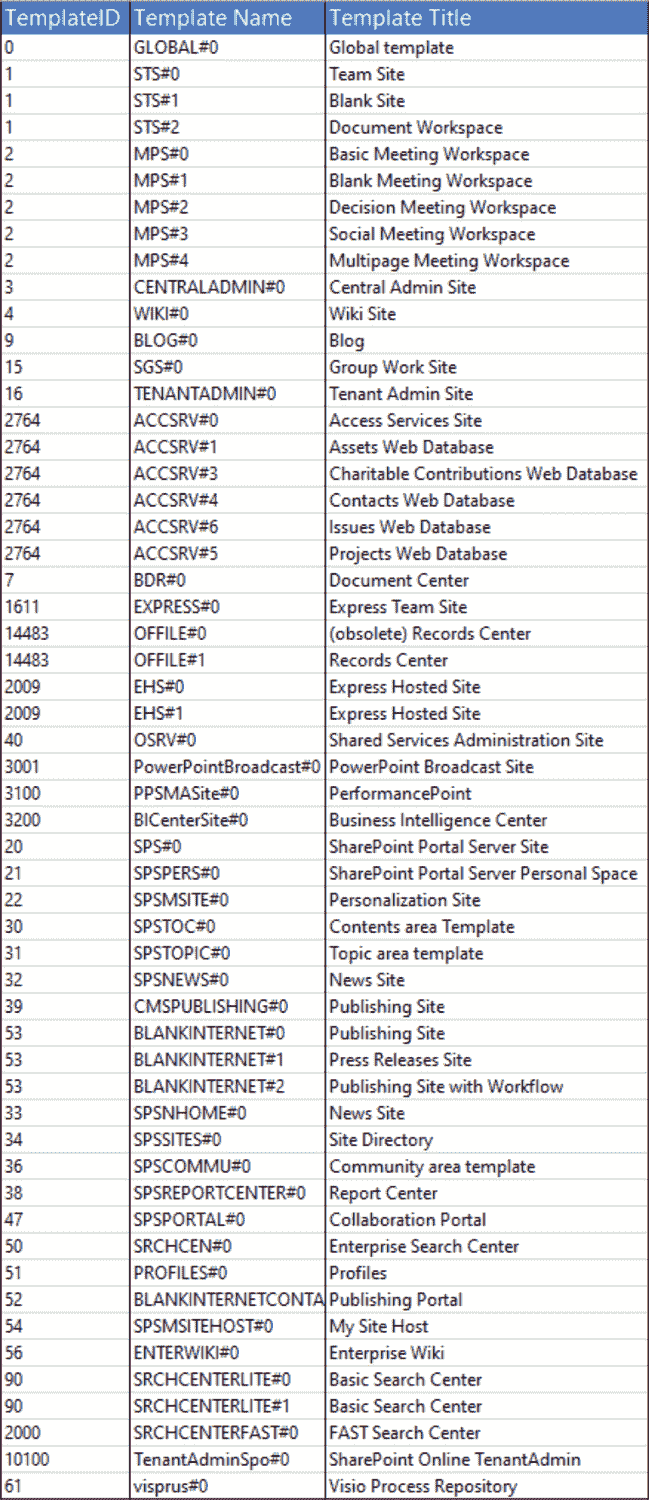 TemplateID Template Name Template Title
0 GLOBAL#0 Global template
1 STS#0 Team Site
1 STS#1 Blank Site
1 STS#2 Document Workspace
2 MPS#0 Basic Meeting Workspace
2 MPS#1 Blank Meeting Workspace
2 MPS#2 Decision Meeting Workspace
2 MPS#3 Social Meeting Workspace
2 MPS#4 Multipage Meeting Workspace
3 CENTRALADMIN#0 Central Admin Site
4 WIKI#0 Wiki Site
9 BLOG#0 Blog
15 SGS#0 Group Work Site
16 TENANTADMIN#0 Tenant Admin Site
2764 ACCSRV#0 Access Services Site
2764 ACCSRV#1 Assets Web Database
2764 ACCSRV#3 Charitable Contributions Web Database
2764 ACCSRV#4 Contacts Web Database
2764 ACCSRV#6 Issues Web Database
2764 ACCSRV#5 Projects Web Database
7 BDR#0 Document Center
1611 EXPRESS#0 Express Team Site
14483 OFFILE#0 (obsolete) Records Center
14483 OFFILE#1 Records Center
2009 EHS#0 Express Hosted Site
2009 EHS#1 Express Hosted Site
40 OSRV#0 Shared Services Administration Site
3001 PowerPointBroadcast#0 PowerPoint Broadcast Site
3100 PPSMASite#0 PerformancePoint
3200 BICenterSite#0 Business Intelligence Center
20 SPS#0 SharePoint Portal Server Site
21 SPSPERS#0 SharePoint Portal Server Personal Space
22 SPSMSITE#0 Personalization Site
30 SPSTOC#0 Contents area Template
31 SPSTOPIC#0 Topic area template
32 SPSNEWS#0 News Site
39 CMSPUBLISHING#0 Publishing Site
53 BLANKINTERNET#0 Publishing Site
53 BLANKINTERNET#1 Press Releases Site
53 BLANKINTERNET#2 Publishing Site with Workflow
33 SPSNHOME#0 News Site
34 SPSSITES#0 Site Directory
36 SPSCOMMU#0 Community area template
38 SPSREPORTCENTER#0 Report Center
47 SPSPORTAL#0 Collaboration Portal
50 SRCHCEN#0 Enterprise Search Center
51 PROFILES#0 Profiles
52 BLANKINTERNETCONTA Publishing Portal
54 SPSMSITEHOST#0 My Site Host
56 ENTERWIKI#0 Enterprise Wiki
90 SRCHCENTERLITE#0 Basic Search Center
90 SRCHCENTERLITE#1 Basic Search Center
2000 SRCHCENTERFAST#0 FAST Search Center
10100 TenantAdminSpo#0 SharePoint Online TenantAdmin
61 visprus#0 Visio Process Repository